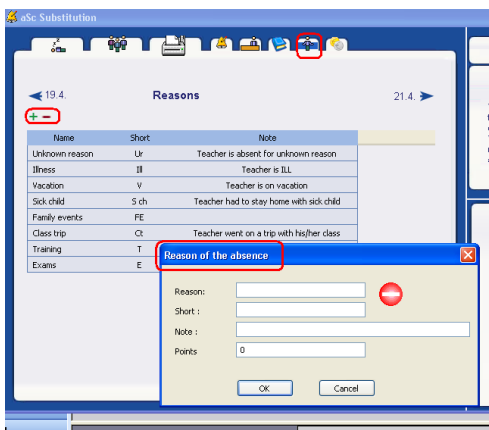 aSc Substitution
19.4. Reasons 21.4.
Name Short Note
Unknown reason Ur Teacher is absent for unknown reason
Illness Ill Teacher is ILL
Vacation V Teacher is on vacation
Sick child S ch Teacher had to stay home with sick child
Family events FE
Class trip Ct Teacher went on a trip with his/her class
Training T
Exams E
Reason of the absence
Reason:
Short :
Note :
Points 0
OK Cancel